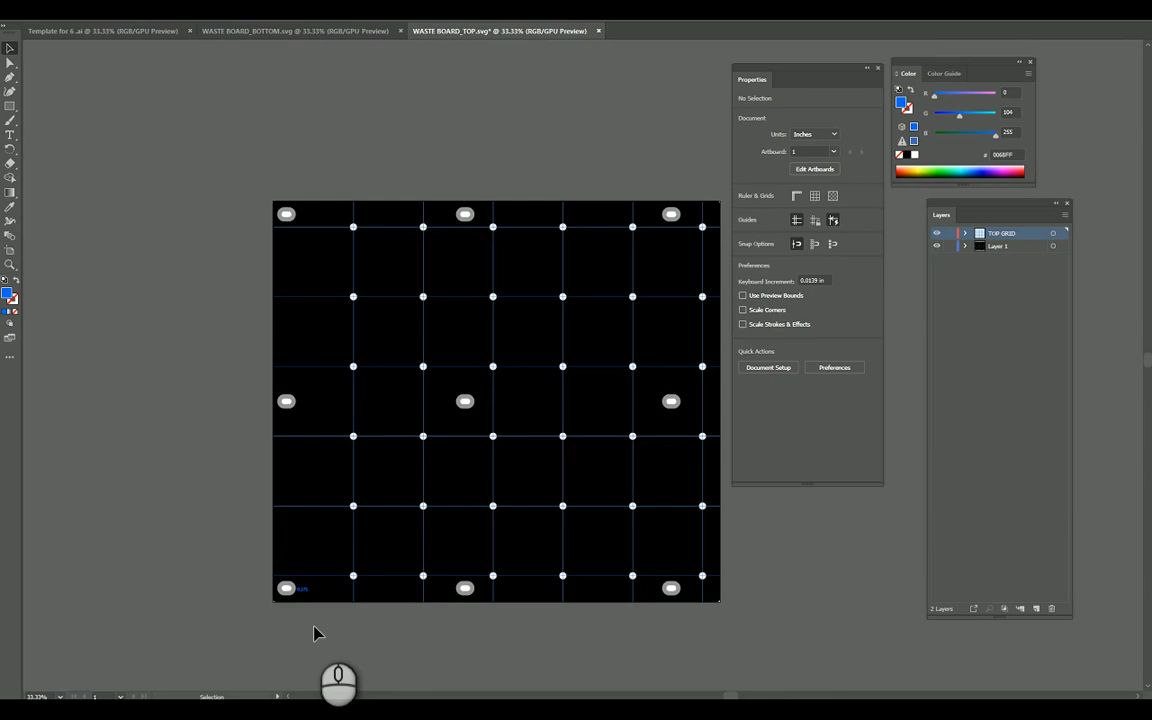 Template for 6 .ai @ 33.33% (RGB/GPU Preview) × WASTE BOARD_BOTTOM.svg @ 33.33% (RGB/GPU Preview) × WASTE BOARD_TOP.svg* @ 33.33% (RGB/GPU Preview) ×
Properties
No Selection
Document
Units: Inches
Artboard: 1
Edit Artboards
Ruler & Grids
Guides
Snap Options
Preferences
Keyboard Increment: 0.0139 in
Use Preview Bounds
Scale Corners
Scale Strokes & Effects
Quick Actions
Document Setup Preferences
Color Color Guide
R 0
G 104
B 255
# 0068FF
Layers
TOP GRID
Layer 1
2 Layers
33.33% 1 Selection